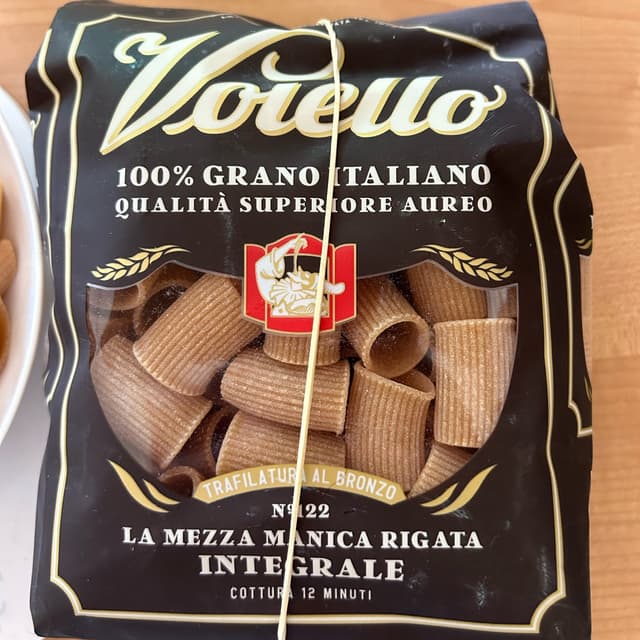 Voiello
100% GRANO ITALIANO
QUALITÀ SUPERIORE AUREO
TRAFILATURA AL BRONZO
Nº122
LA MEZZA MANICA RIGATA
INTEGRALE
COTTURA 12 MINUTI